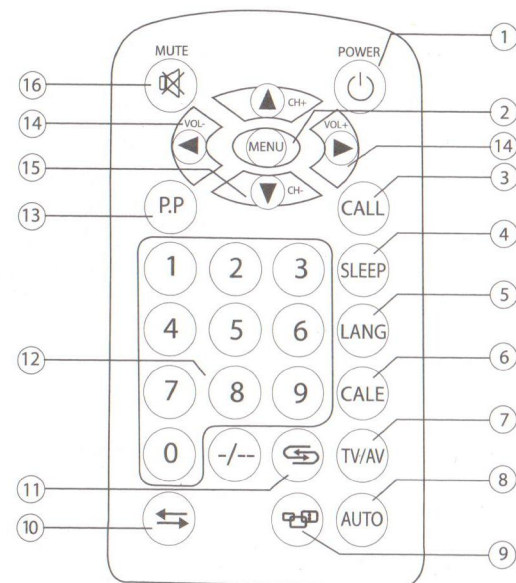 MUTE
POWER
1
16
CH+
2
14
VOL-
VOL+
MENU
14
15
CH-
3
13
P.P
CALL
4
1 2 3 SLEEP
5
4 5 6 LANG
12
6
7 8 9 CALE
7
0 -/-- TV/AV
11
8
10
AUTO
9